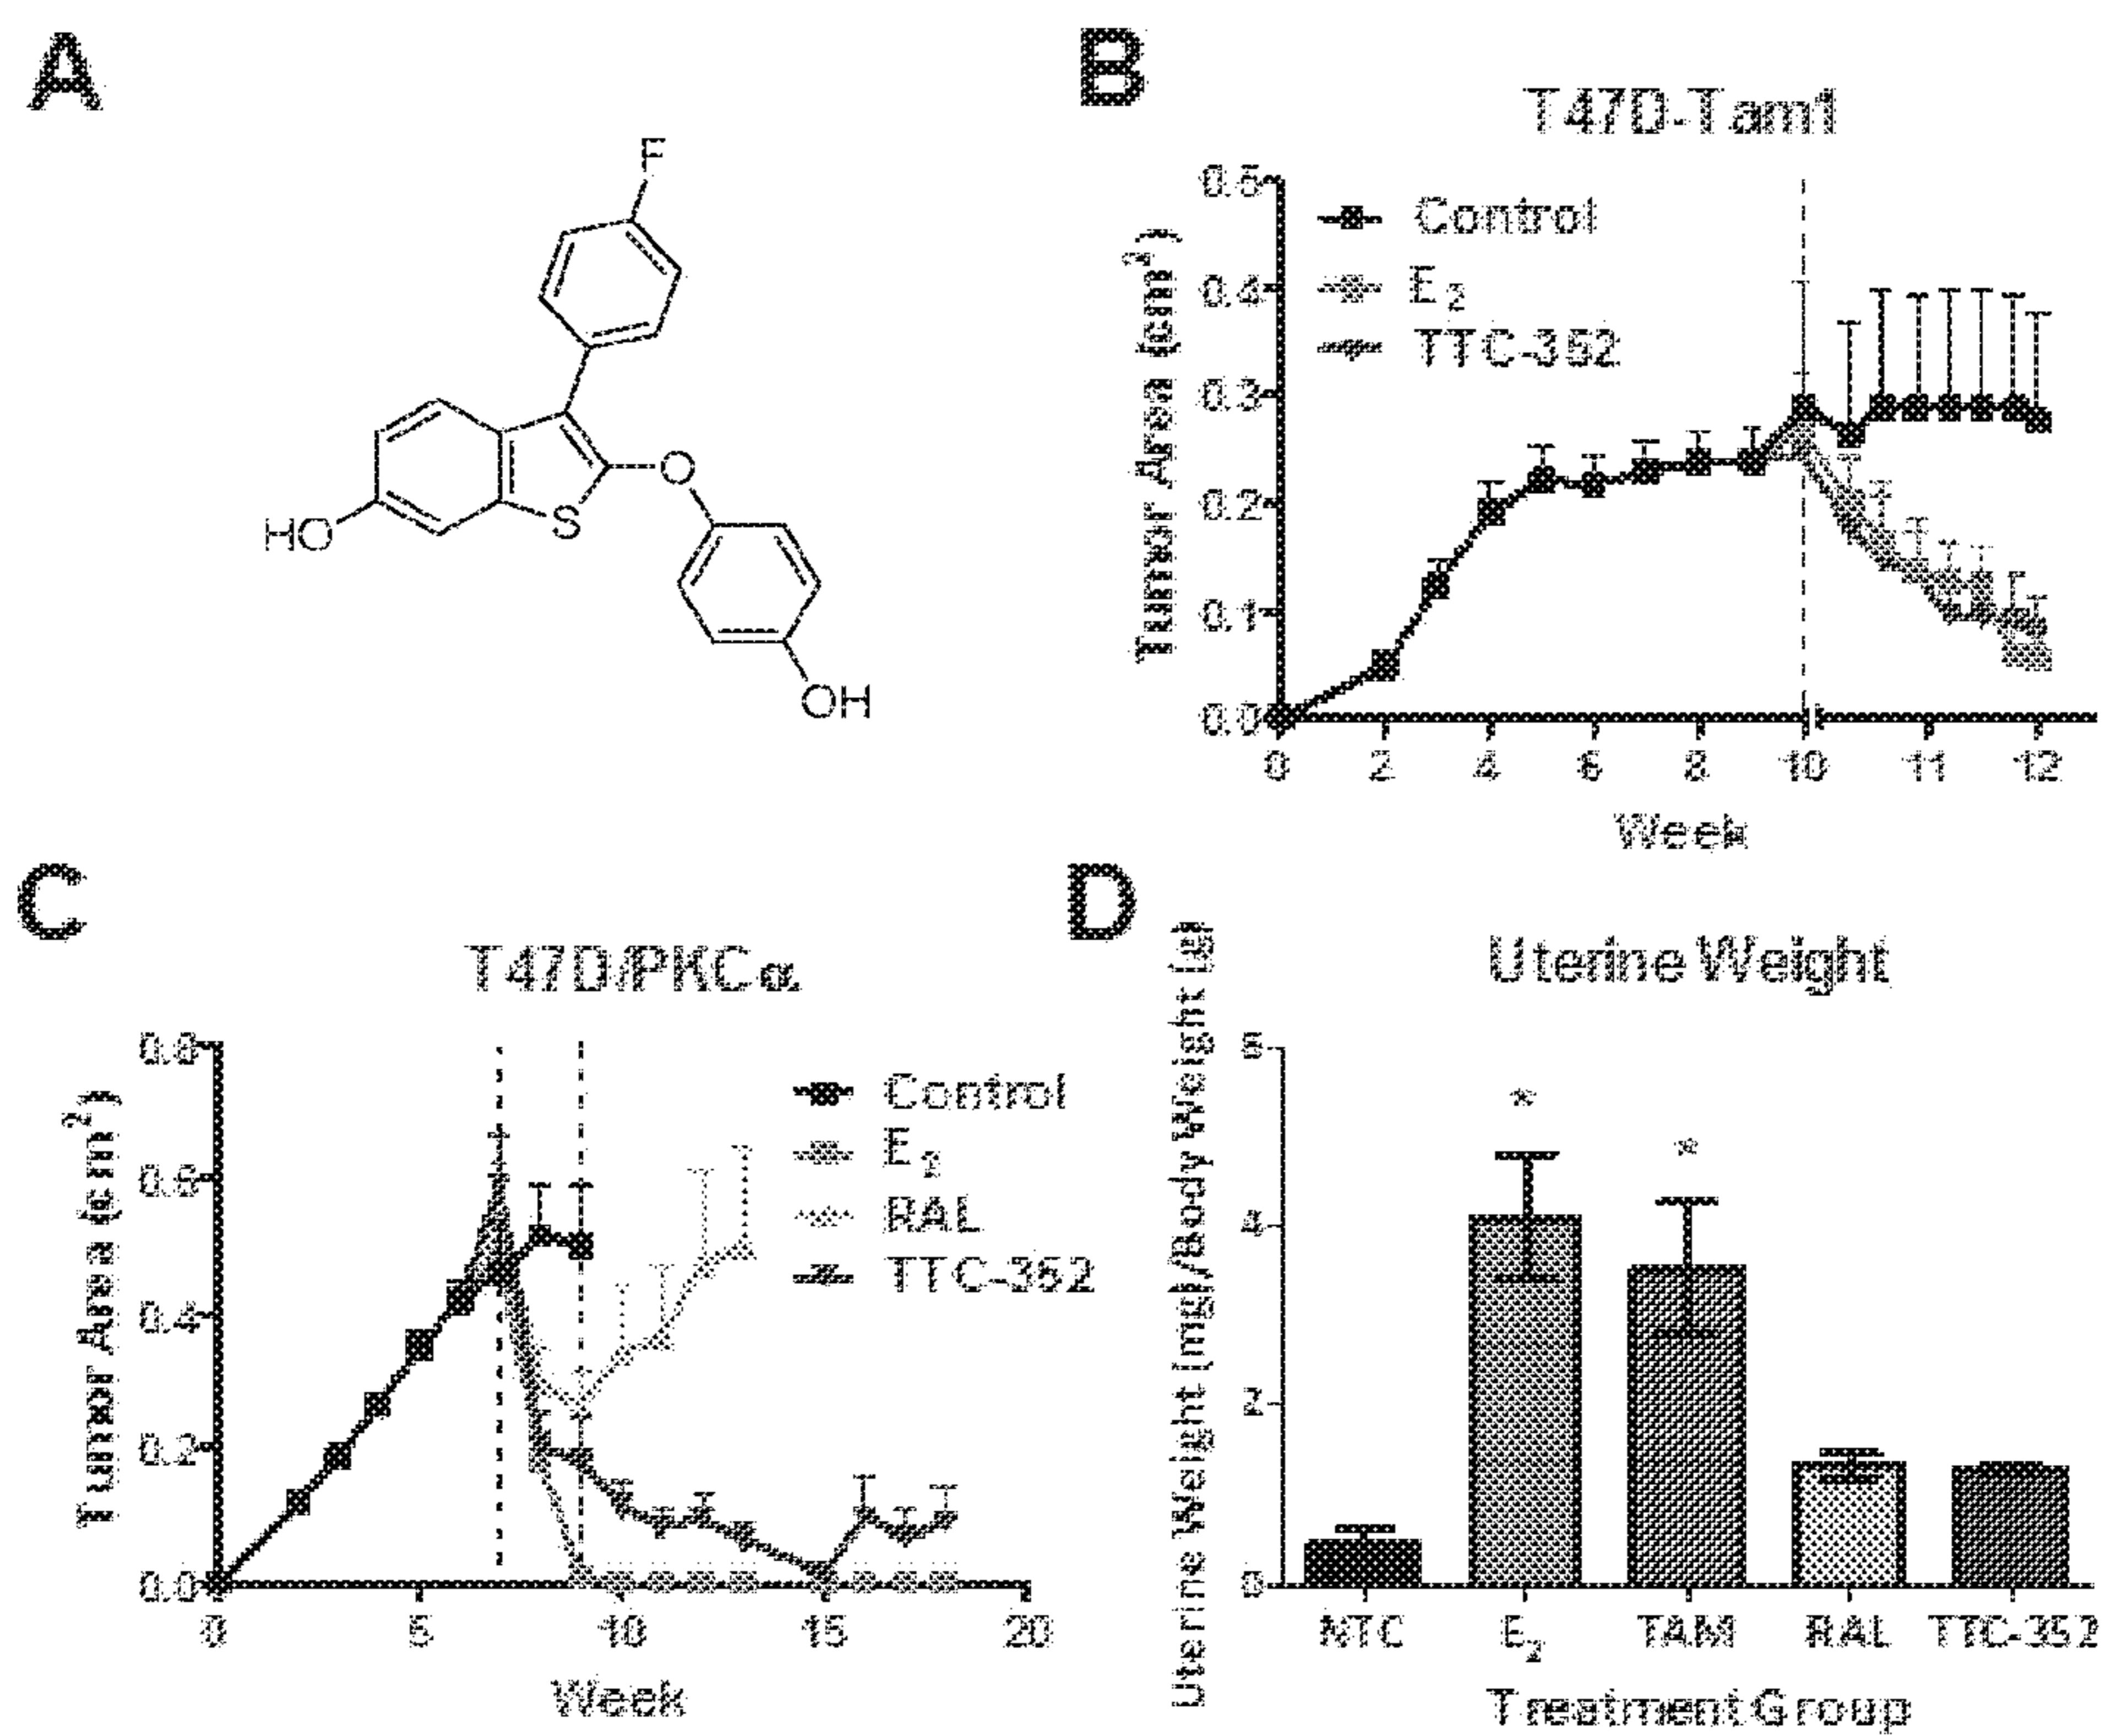 A
F
O
S
HO
OH
B
T47D-Tam1
Tumor Area (cm²)
0.5
0.4
0.3
0.2
0.1
0.0
Control
E₂
TTC-352
0 2 4 6 8 10 11 12
Week
C
T47D/PKCα
Tumor Area (cm²)
0.8
0.6
0.4
0.2
0.0
Control
E₂
RAL
TTC-352
0 5 10 15 20
Week
D
Uterine Weight
Uterine Weight (mg)/Body Weight (g)
6
4
2
0
*
*
NTC E₂ TAM RAL TTC-352
Treatment Group